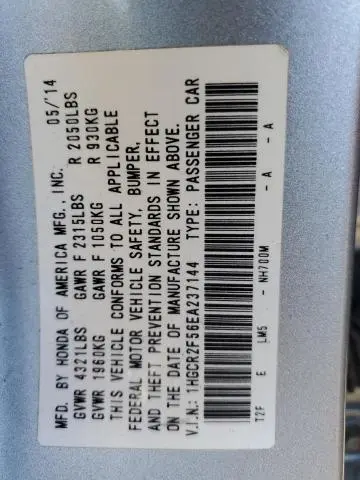 MFD. BY HONDA OF AMERICA MFG., INC. 05/'14
GVWR 4321LBS GAWR F 2315LBS R 2050LBS
GVWR 1960KG GAWR F 1050KG R 930KG
THIS VEHICLE CONFORMS TO ALL APPLICABLE
FEDERAL MOTOR VEHICLE SAFETY, BUMPER,
AND THEFT PREVENTION STANDARDS IN EFFECT
ON THE DATE OF MANUFACTURE SHOWN ABOVE.
V.I.N.: 1HGCR2F56EA237144 TYPE: PASSENGER CAR
T2F E LM5 - NH700M - A - A